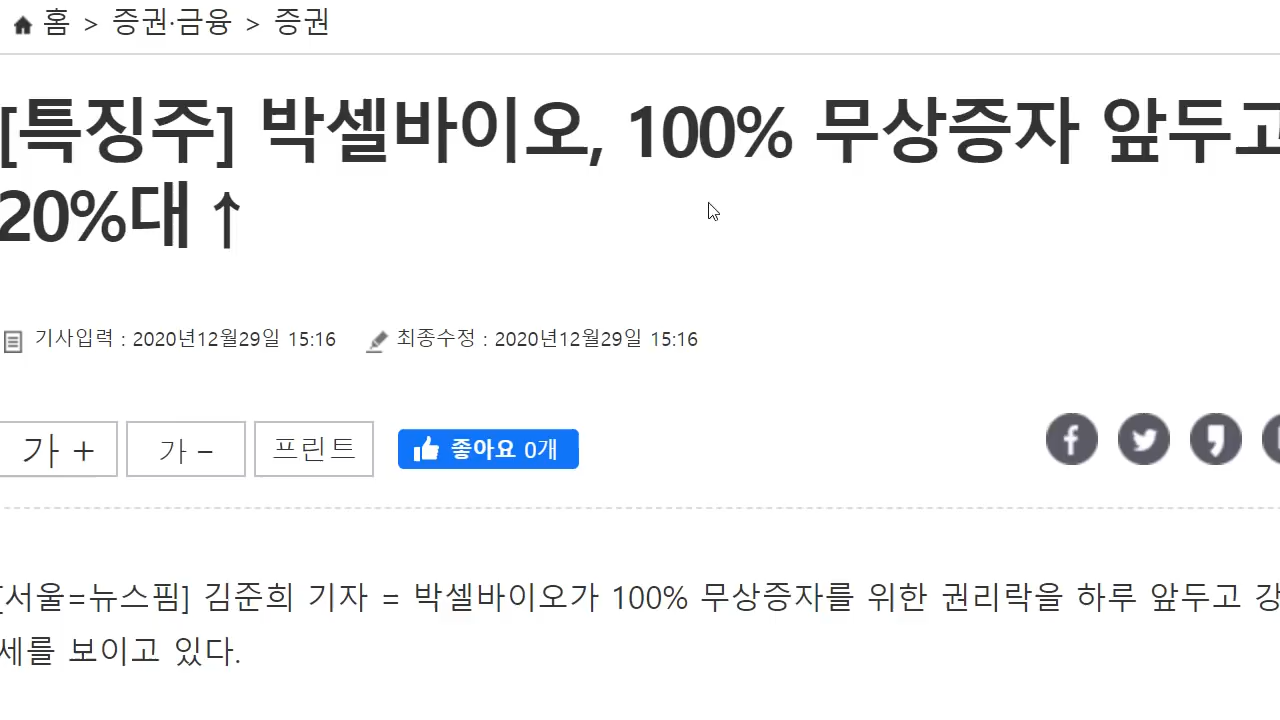 홈 > 증권·금융 > 증권
[특징주] 박셀바이오, 100% 무상증자 앞두고
20%대↑
기사입력 : 2020년12월29일 15:16 최종수정 : 2020년12월29일 15:16
가 + 가 - 프린트 좋아요 0개
[서울=뉴스핌] 김준희 기자 = 박셀바이오가 100% 무상증자를 위한 권리락을 하루 앞두고 강
세를 보이고 있다.